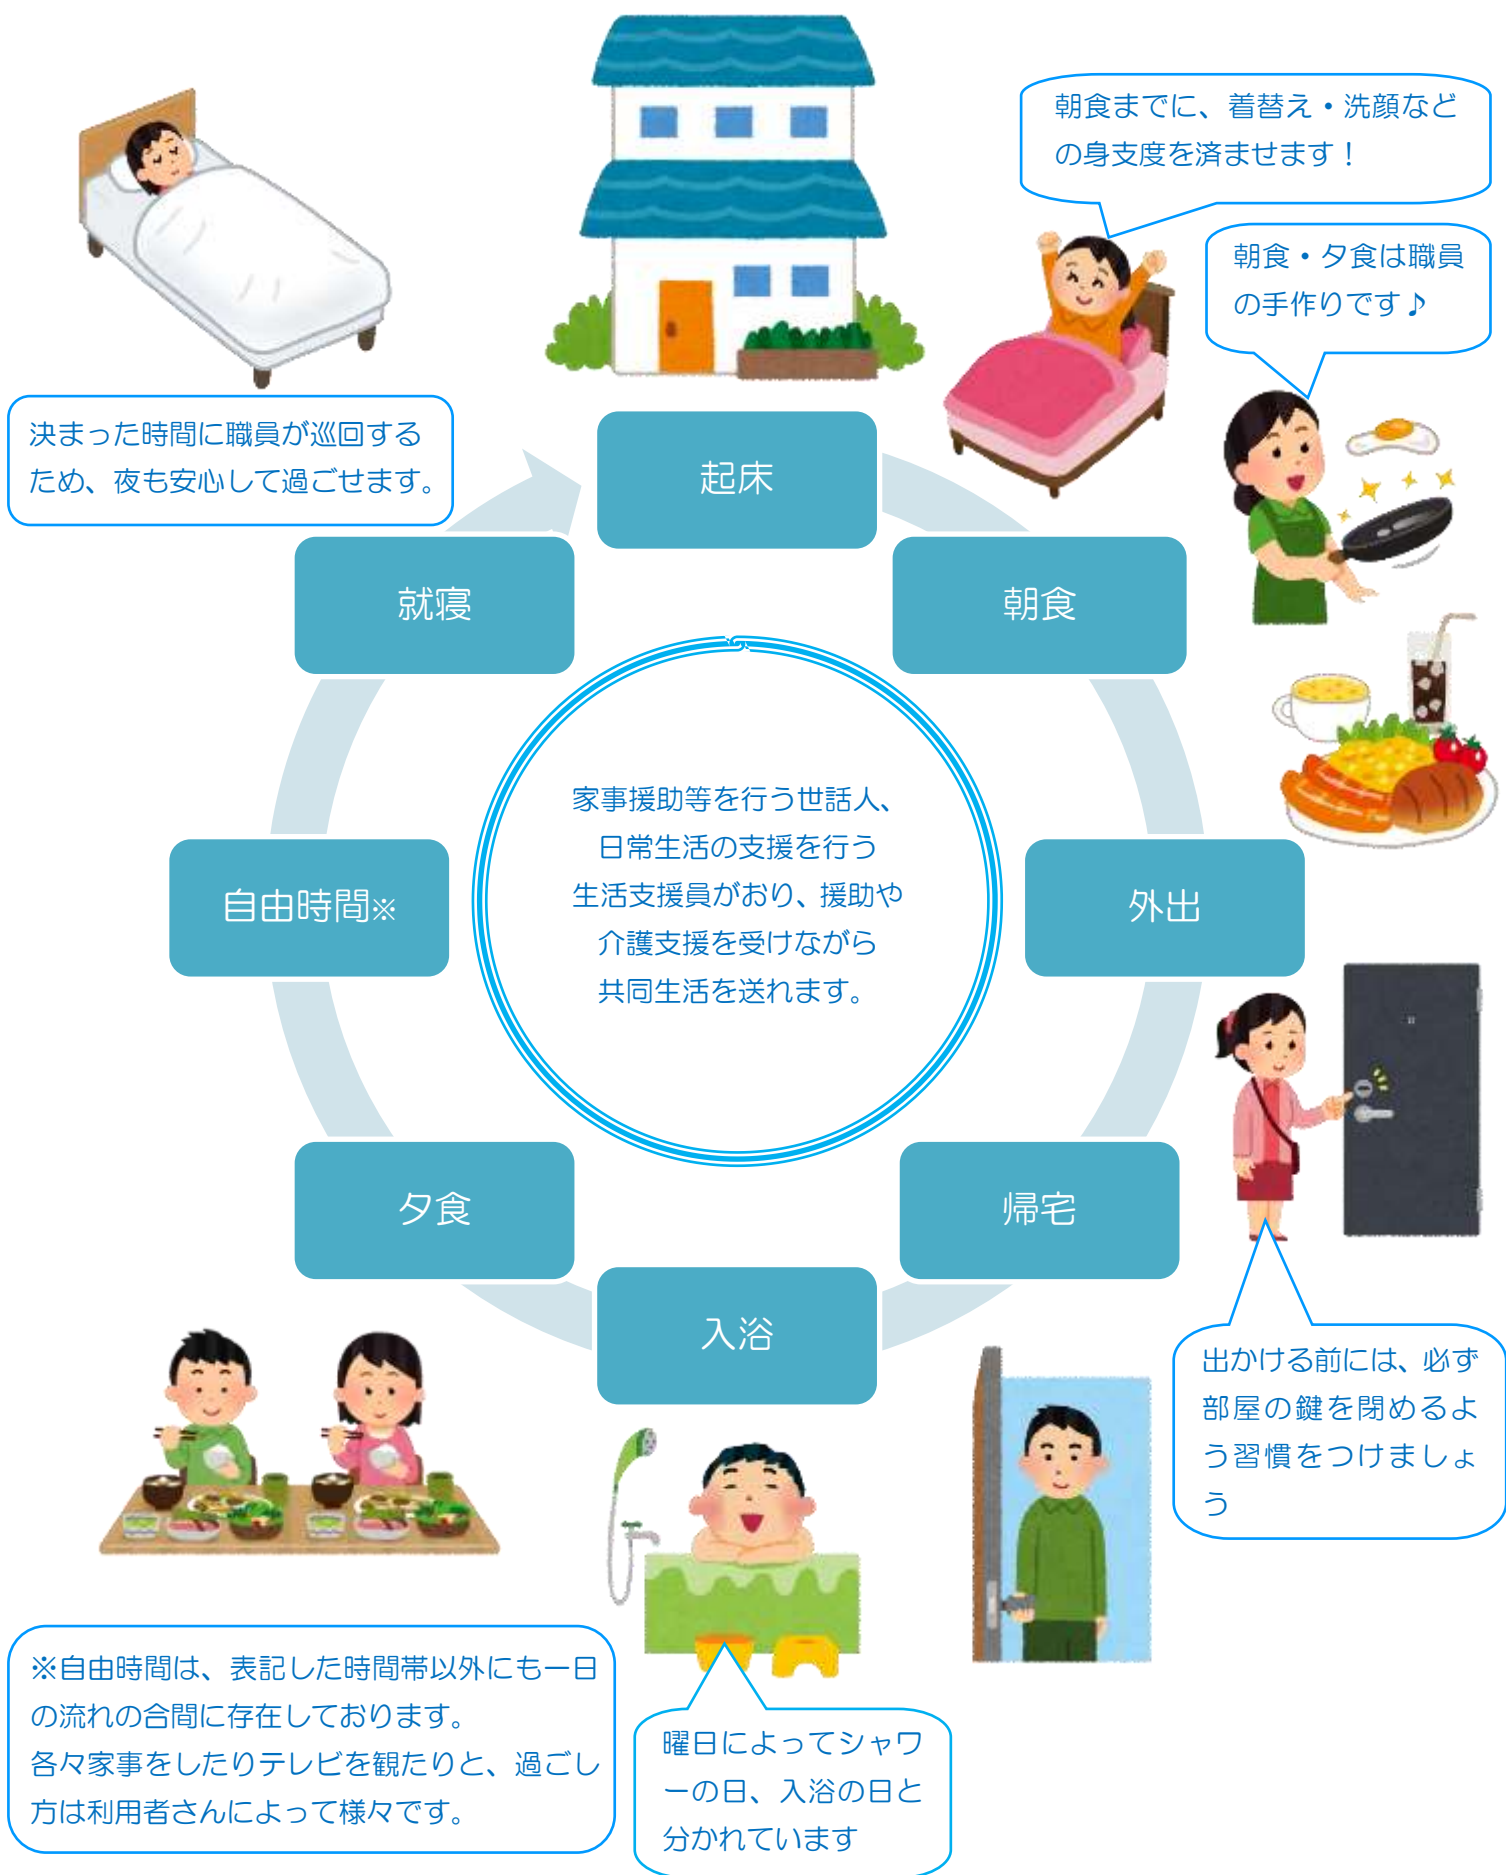 朝食までに、着替え・洗顔など
の身支度を済ませます！
朝食・夕食は職員
の手作りです♪
決まった時間に職員が巡回する
ため、夜も安心して過ごせます。
起床
朝食
外出
帰宅
入浴
夕食
自由時間※
就寝
家事援助等を行う世話人、
日常生活の支援を行う
生活支援員がおり、援助や
介護支援を受けながら
共同生活を送れます。
出かける前には、必ず
部屋の鍵を閉めるよ
う習慣をつけましょ
う
※自由時間は、表記した時間帯以外にも一日
の流れの合間に存在しております。
各々家事をしたりテレビを観たりと、過ごし
方は利用者さんによって様々です。
曜日によってシャワ
ーの日、入浴の日と
分かれています